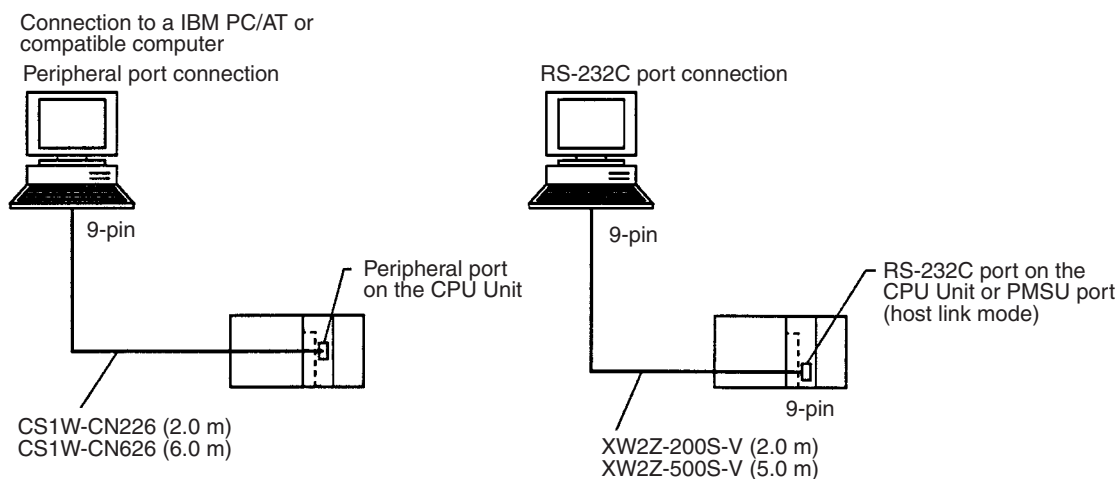 Connection to a IBM PC/AT or
compatible computer
Peripheral port connection
9-pin
Peripheral port
on the CPU Unit
CS1W-CN226 (2.0 m)
CS1W-CN626 (6.0 m)
RS-232C port connection
9-pin
RS-232C port on the
CPU Unit or PMSU port
(host link mode)
9-pin
XW2Z-200S-V (2.0 m)
XW2Z-500S-V (5.0 m)